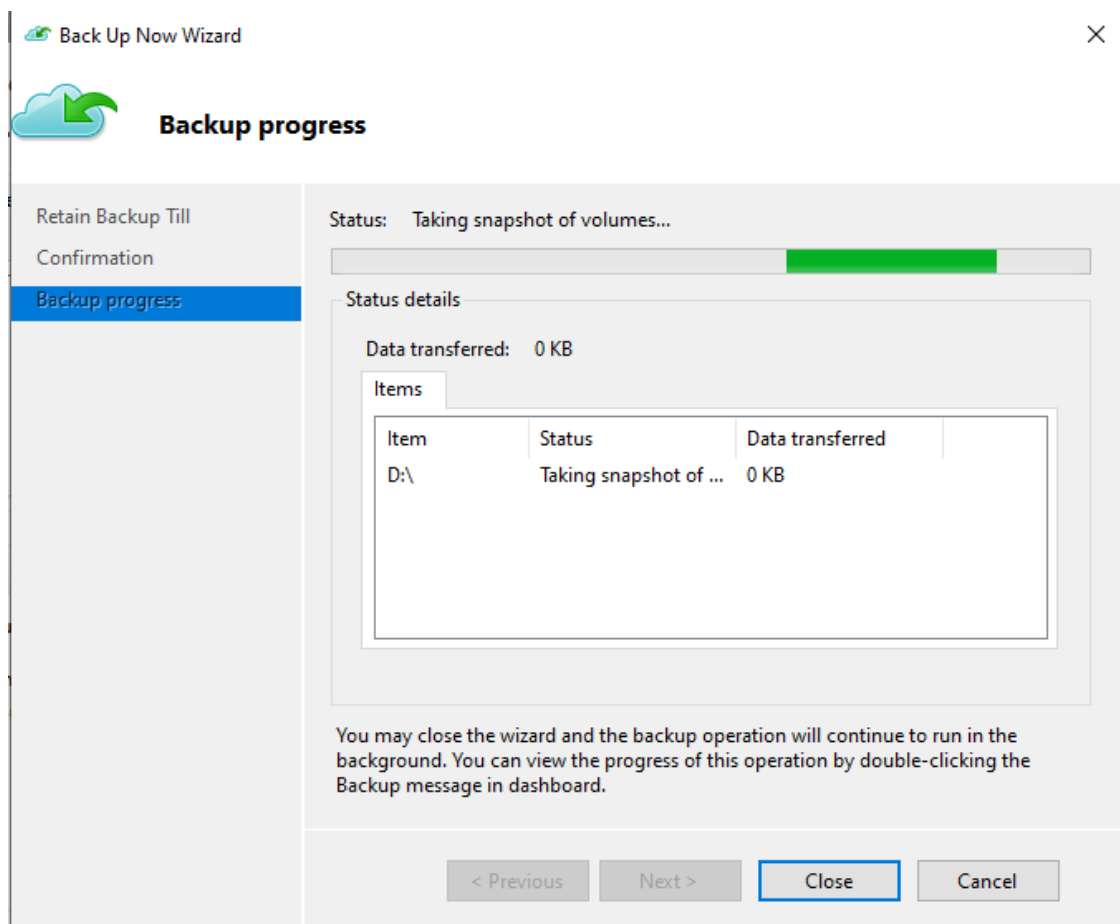 Back Up Now Wizard
Backup progress
Retain Backup Till
Confirmation
Backup progress
Status: Taking snapshot of volumes...
Status details
Data transferred: 0 KB
Items
Item Status Data transferred
D:\ Taking snapshot of ... 0 KB
You may close the wizard and the backup operation will continue to run in the
background. You can view the progress of this operation by double-clicking the
Backup message in dashboard.
< Previous Next > Close Cancel